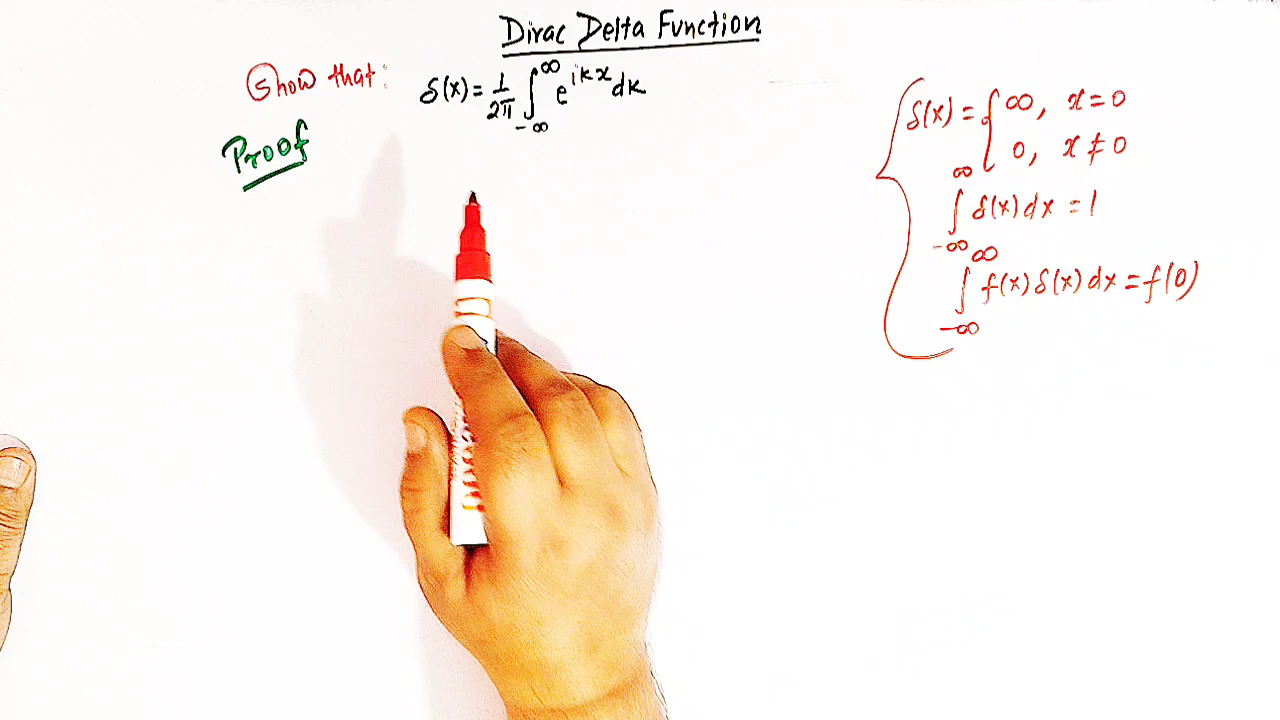 Dirac Delta Function
Show that: δ(x) = 1/2π ∫_{-∞}^{∞} e^{ikx} dk
Proof
δ(x) = { ∞, x = 0
0, x ≠ 0
∫_{-∞}^{∞} δ(x) dx = 1
∫_{-∞}^{∞} f(x) δ(x) dx = f(0)